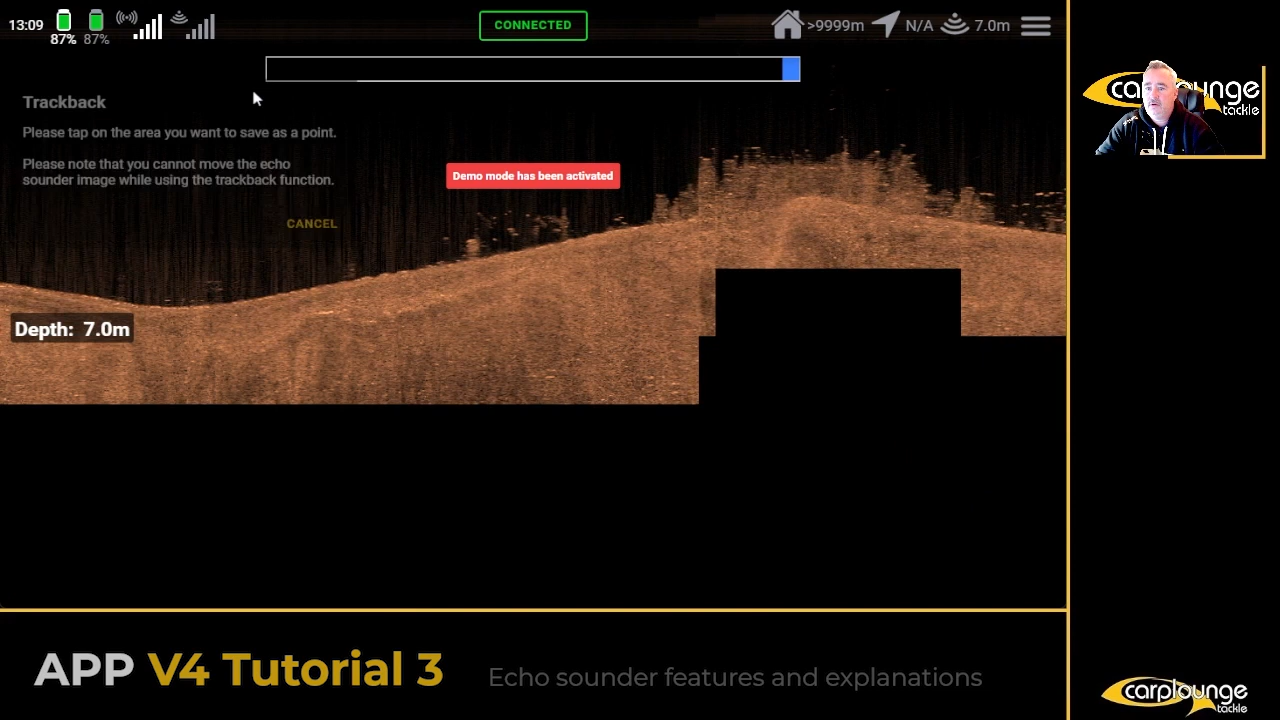 13:09
87%
87%
CONNECTED
>9999m
N/A
7.0m
Trackback
Please tap on the area you want to save as a point.
Please note that you cannot move the echo
sounder image while using the trackback function.
CANCEL
Demo mode has been activated
Depth: 7.0m
carplounge
tackle
APP V4 Tutorial 3
Echo sounder features and explanations
carplounge
tackle